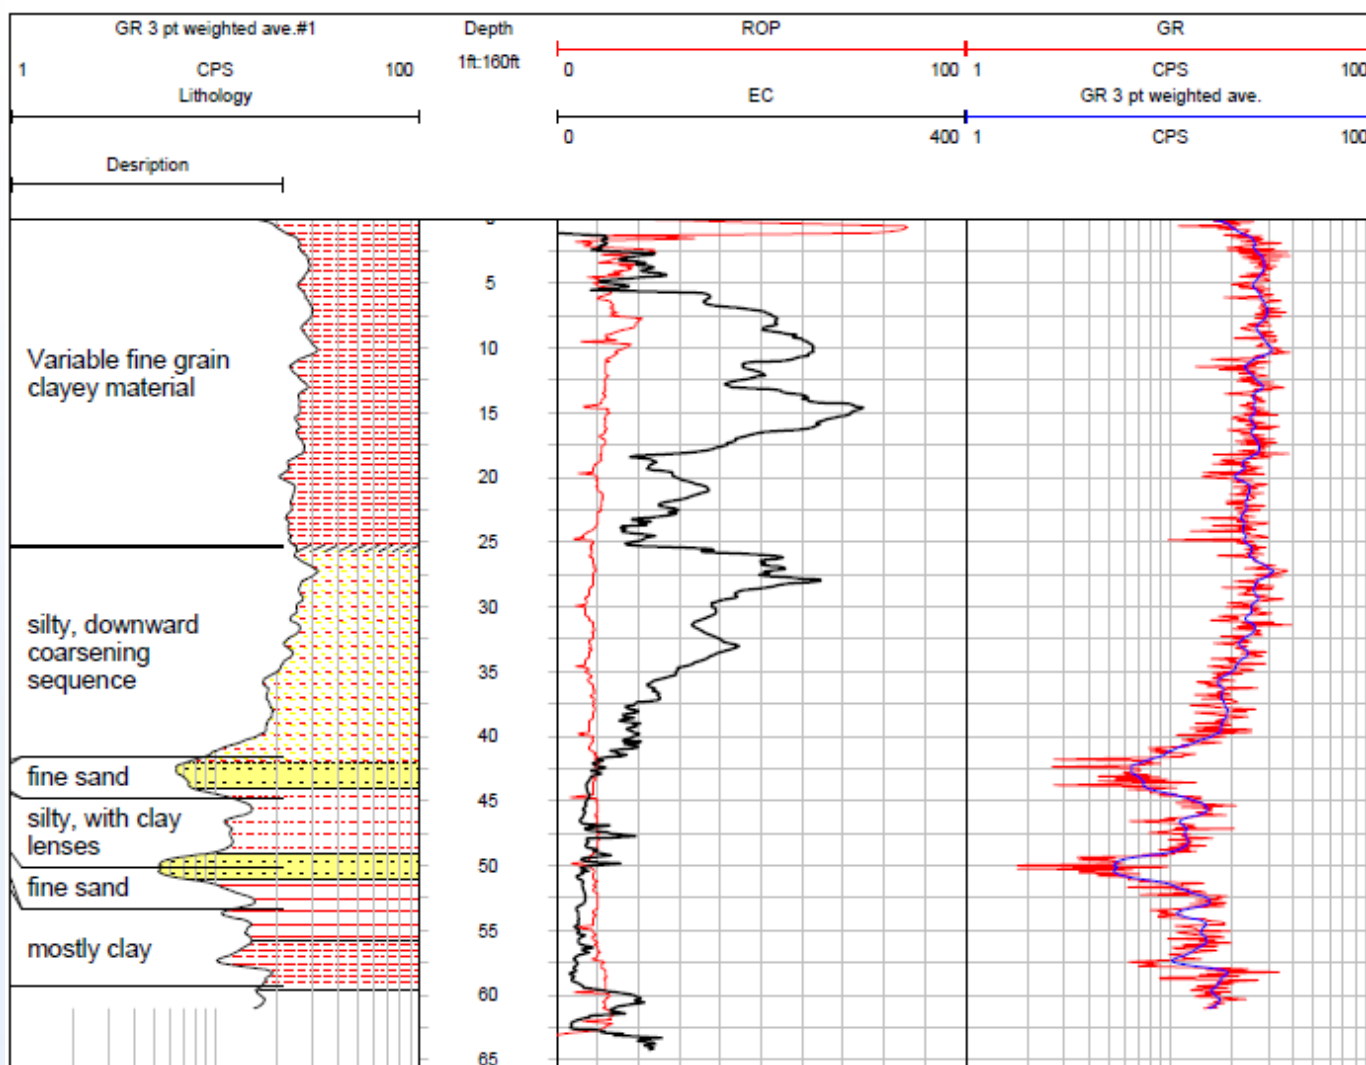 GR 3 pt weighted ave.#1 Depth ROP GR
1 CPS 100 1ft:160ft 0 100 1 CPS 100
Lithology EC GR 3 pt weighted ave.
0 400 1 CPS 100
Desription
5
10
Variable fine grain
clayey material
15
20
25
30
silty, downward
coarsening
sequence
35
40
fine sand
45
silty, with clay
lenses
50
fine sand
55
mostly clay
60
65